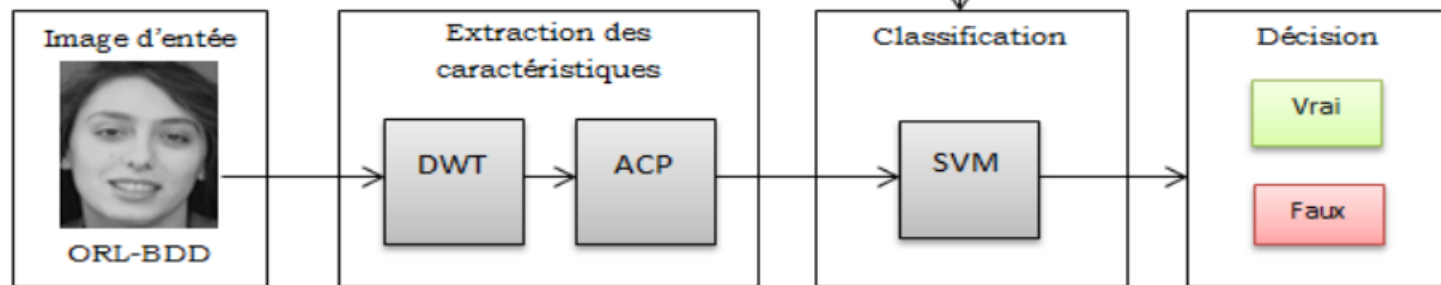 Image d'entée
ORL-BDD
Extraction des
caractéristiques
DWT
ACP
Classification
SVM
Décision
Vrai
Faux